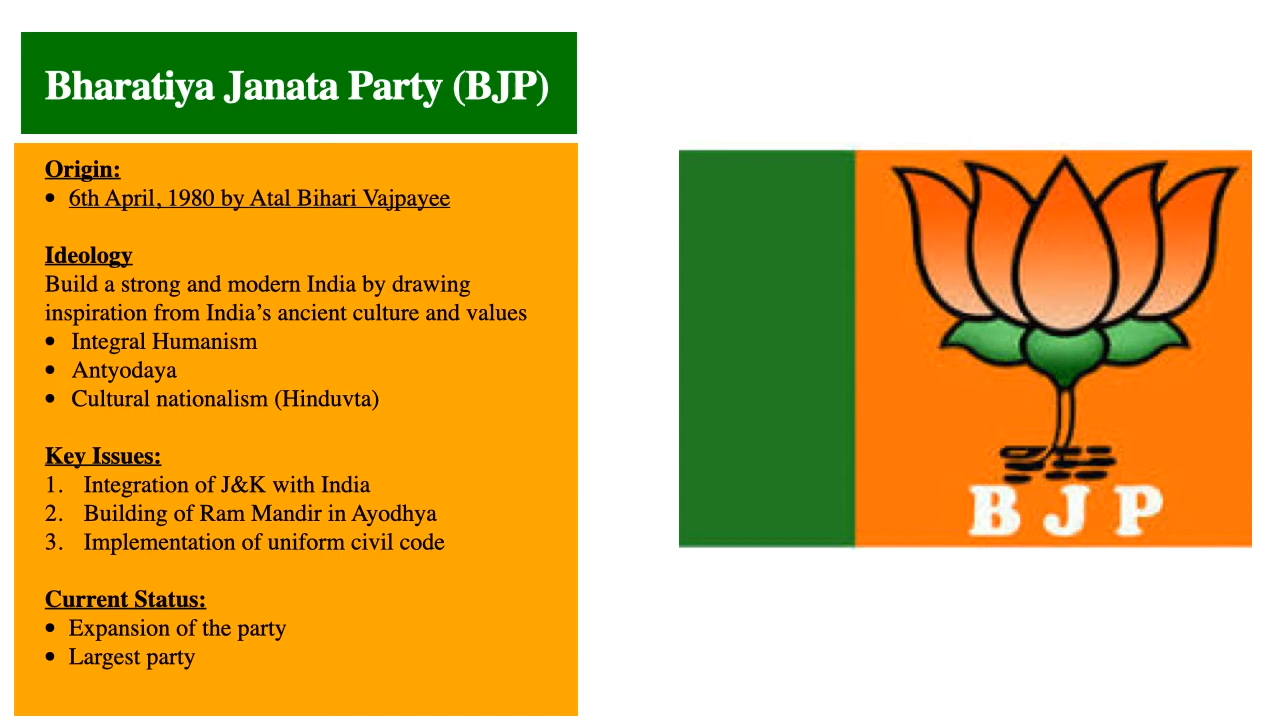 Bharatiya Janata Party (BJP)
Origin:
• 6th April, 1980 by Atal Bihari Vajpayee
Ideology
Build a strong and modern India by drawing
inspiration from India’s ancient culture and values
• Integral Humanism
• Antyodaya
• Cultural nationalism (Hinduvta)
Key Issues:
1. Integration of J&K with India
2. Building of Ram Mandir in Ayodhya
3. Implementation of uniform civil code
Current Status:
• Expansion of the party
• Largest party
B J P